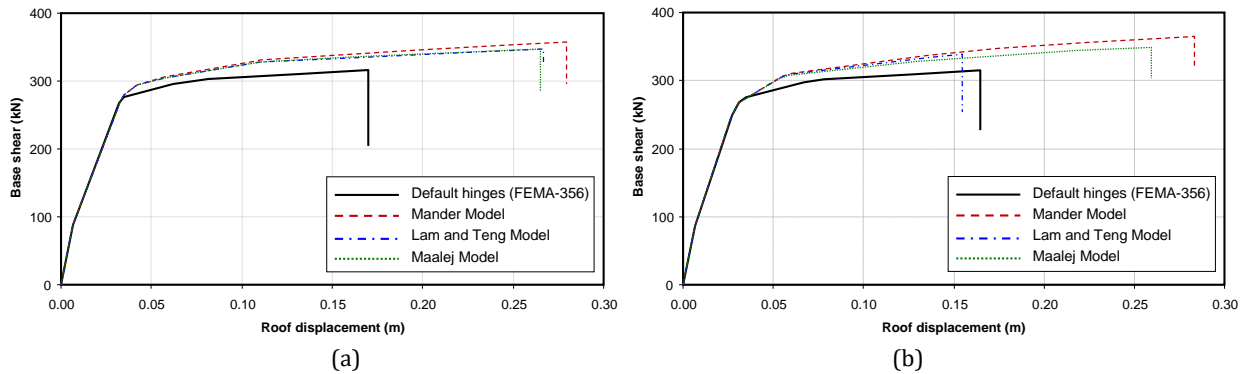 400
300
200
100
0
Base shear (kN)
Default hinges (FEMA-356)
Mander Model
Lam and Teng Model
Maalej Model
0.00 0.05 0.10 0.15 0.20 0.25 0.30
Roof displacement (m)
(a)
400
300
200
100
0
Base shear (kN)
Default hinges (FEMA-356)
Mander Model
Lam and Teng Model
Maalej Model
0.00 0.05 0.10 0.15 0.20 0.25 0.30
Roof displacement (m)
(b)